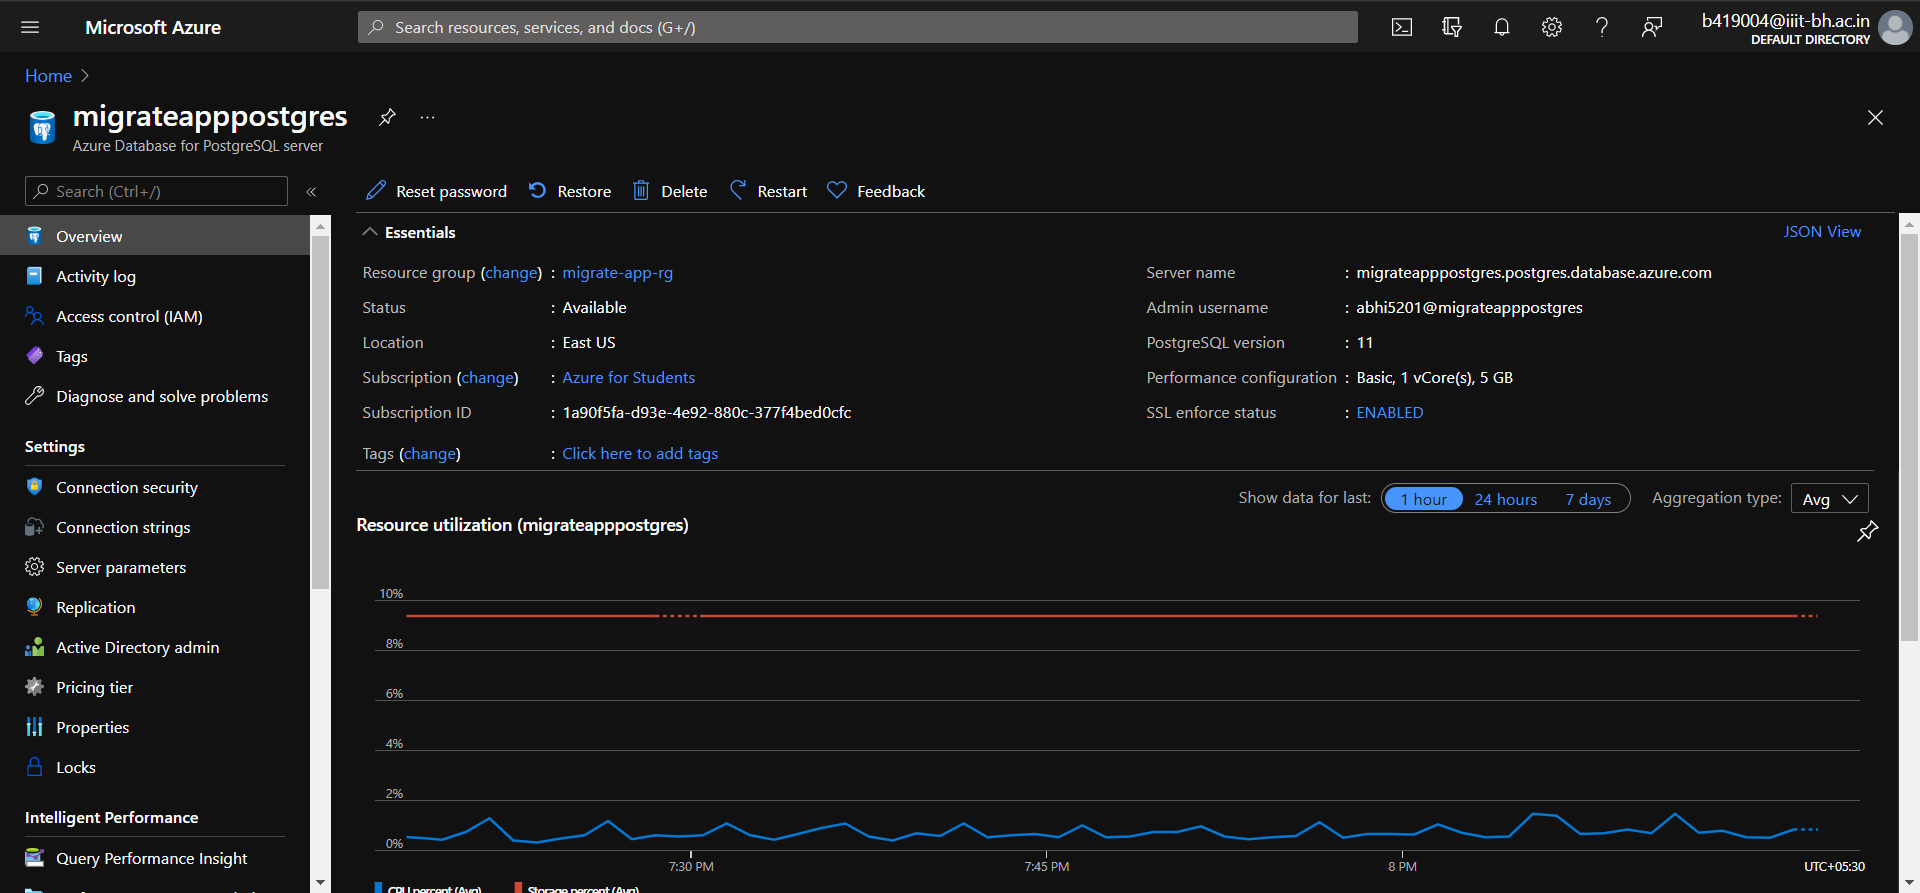 Microsoft Azure
Search resources, services, and docs (G+/)
b419004@iiit-bh.ac.in
DEFAULT DIRECTORY
Home
migrateapppostgres
Azure Database for PostgreSQL server
Search (Ctrl+/)
Overview
Activity log
Access control (IAM)
Tags
Diagnose and solve problems
Settings
Connection security
Connection strings
Server parameters
Replication
Active Directory admin
Pricing tier
Properties
Locks
Intelligent Performance
Query Performance Insight
Reset password
Restore
Delete
Restart
Feedback
Essentials
JSON View
Resource group (change) : migrate-app-rg
Status : Available
Location : East US
Subscription (change) : Azure for Students
Subscription ID : 1a90f5fa-d93e-4e92-880c-377f4bed0cfc
Tags (change) : Click here to add tags
Server name : migrateapppostgres.postgres.database.azure.com
Admin username : abhi5201@migrateapppostgres
PostgreSQL version : 11
Performance configuration : Basic, 1 vCore(s), 5 GB
SSL enforce status : ENABLED
Show data for last: 1 hour 24 hours 7 days Aggregation type: Avg
Resource utilization (migrateapppostgres)
10%
8%
6%
4%
2%
0%
7:30 PM 7:45 PM 8 PM UTC+05:30
CPU percent (Avg) Storage percent (Avg)